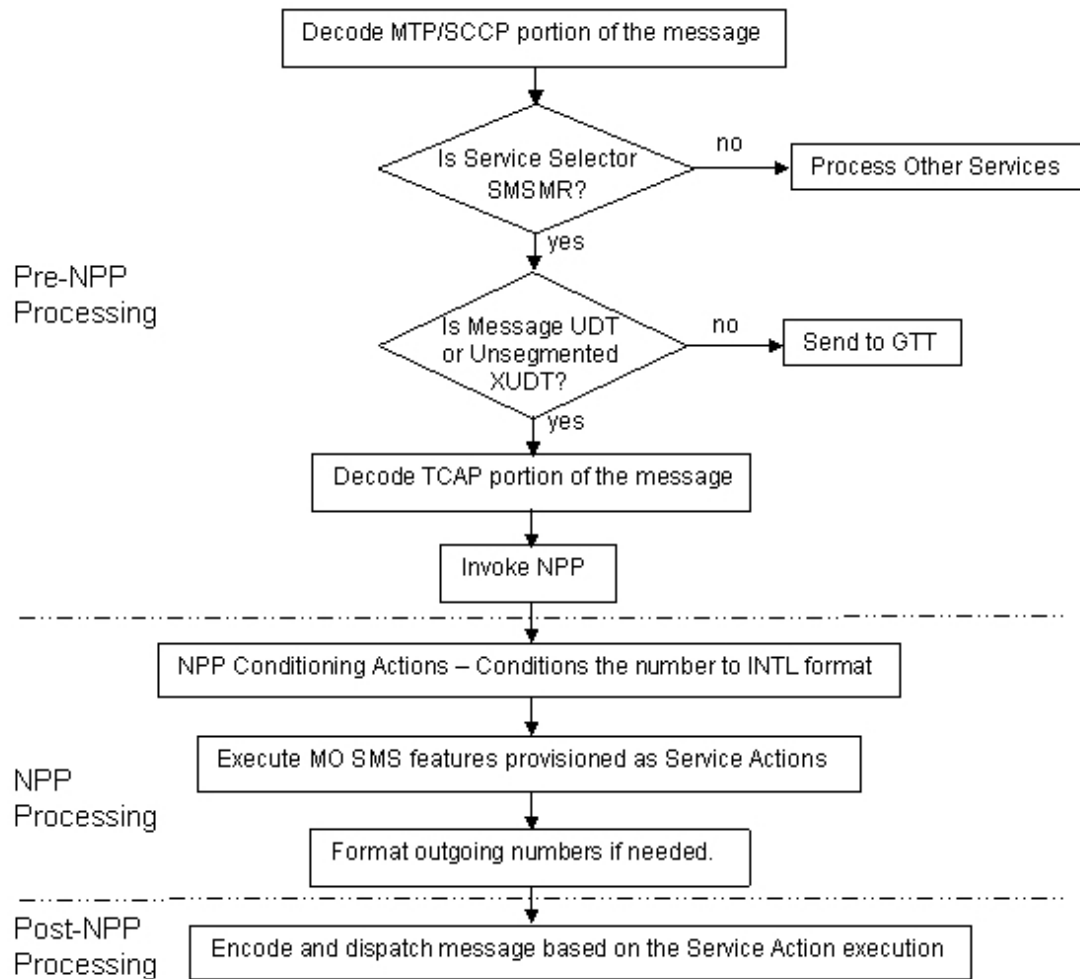 Decode MTP/SCCP portion of the message
Is Service Selector
SMSMR?
no
Process Other Services
yes
Pre-NPP
Processing
Is Message UDT
or Unsegmented
XUDT?
no
Send to GTT
yes
Decode TCAP portion of the message
Invoke NPP
NPP Conditioning Actions – Conditions the number to INTL format
Execute MO SMS features provisioned as Service Actions
NPP
Processing
Format outgoing numbers if needed.
Post-NPP
Processing
Encode and dispatch message based on the Service Action execution